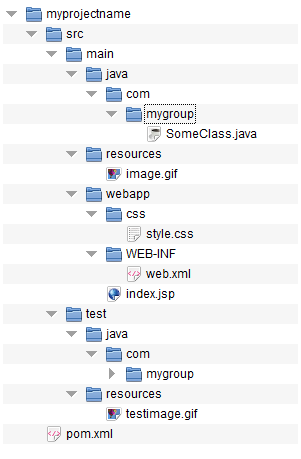 myprojectname
src
main
java
com
mygroup
SomeClass.java
resources
image.gif
webapp
css
style.css
WEB-INF
web.xml
index.jsp
test
java
com
mygroup
resources
testimage.gif
pom.xml